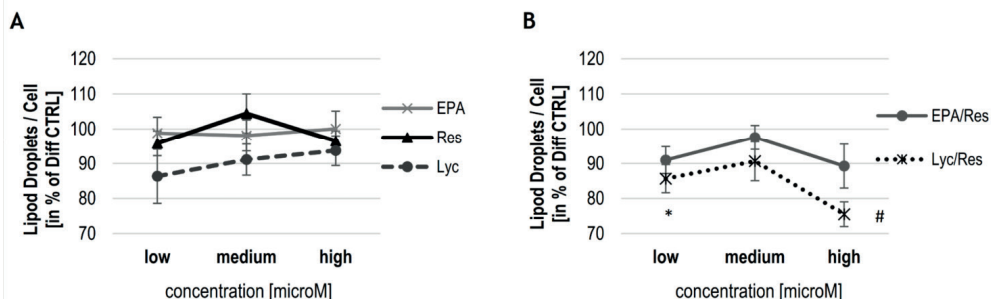 A
Lipod Droplets / Cell
[in % of Diff CTRL]
120
110
100
90
80
70
low medium high
concentration [microM]
EPA
Res
Lyc
B
Lipod Droplets / Cell
[in % of Diff CTRL]
120
110
100
90
80
70
*
#
low medium high
concentration [microM]
EPA/Res
Lyc/Res